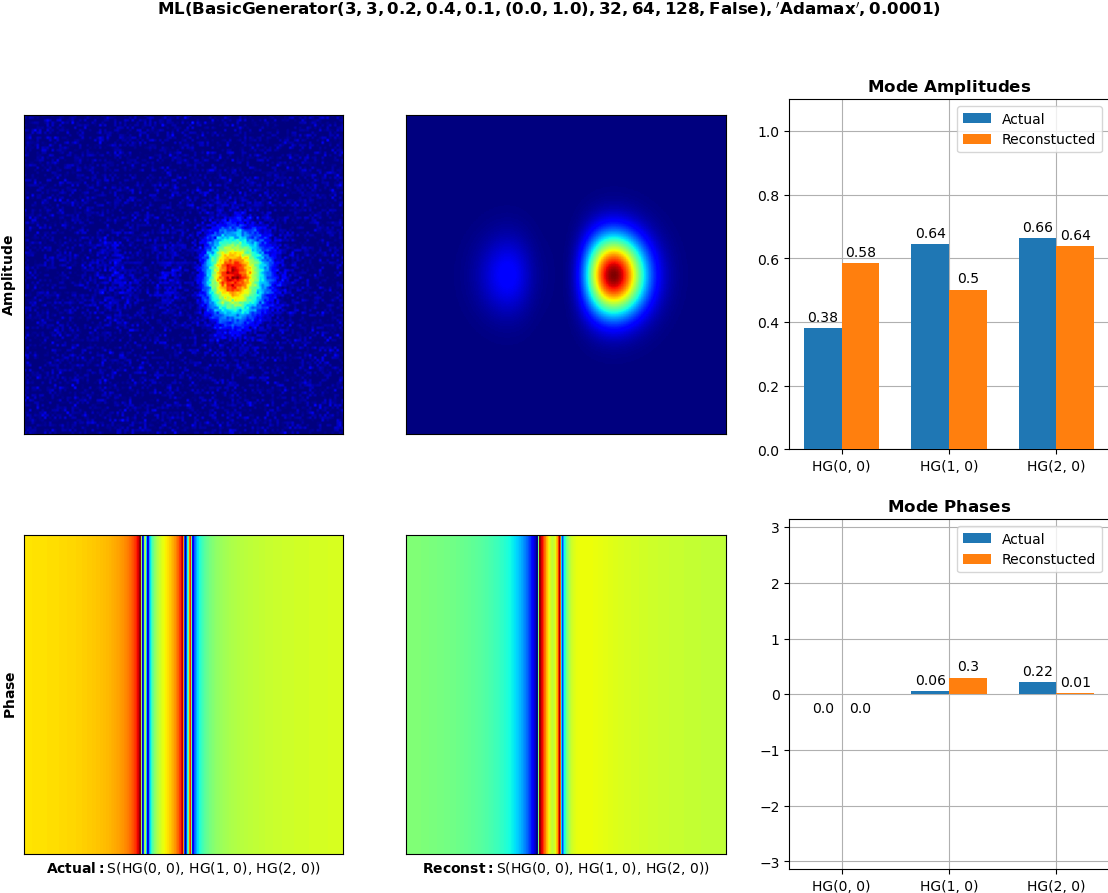 ML(BasicGenerator(3, 3, 0.2, 0.4, 0.1, (0.0, 1.0), 32, 64, 128, False), ′Adamax′, 0.0001)
Amplitude
Mode Amplitudes
Actual
Reconstucted
1.0
0.8
0.6
0.4
0.2
0.0
0.38
0.58
0.64
0.5
0.66
0.64
HG(0, 0)
HG(1, 0)
HG(2, 0)
Phase
Actual: S(HG(0, 0), HG(1, 0), HG(2, 0))
Reconst: S(HG(0, 0), HG(1, 0), HG(2, 0))
Mode Phases
Actual
Reconstucted
3
2
1
0
−1
−2
−3
0.0
0.0
0.06
0.3
0.22
0.01
HG(0, 0)
HG(1, 0)
HG(2, 0)